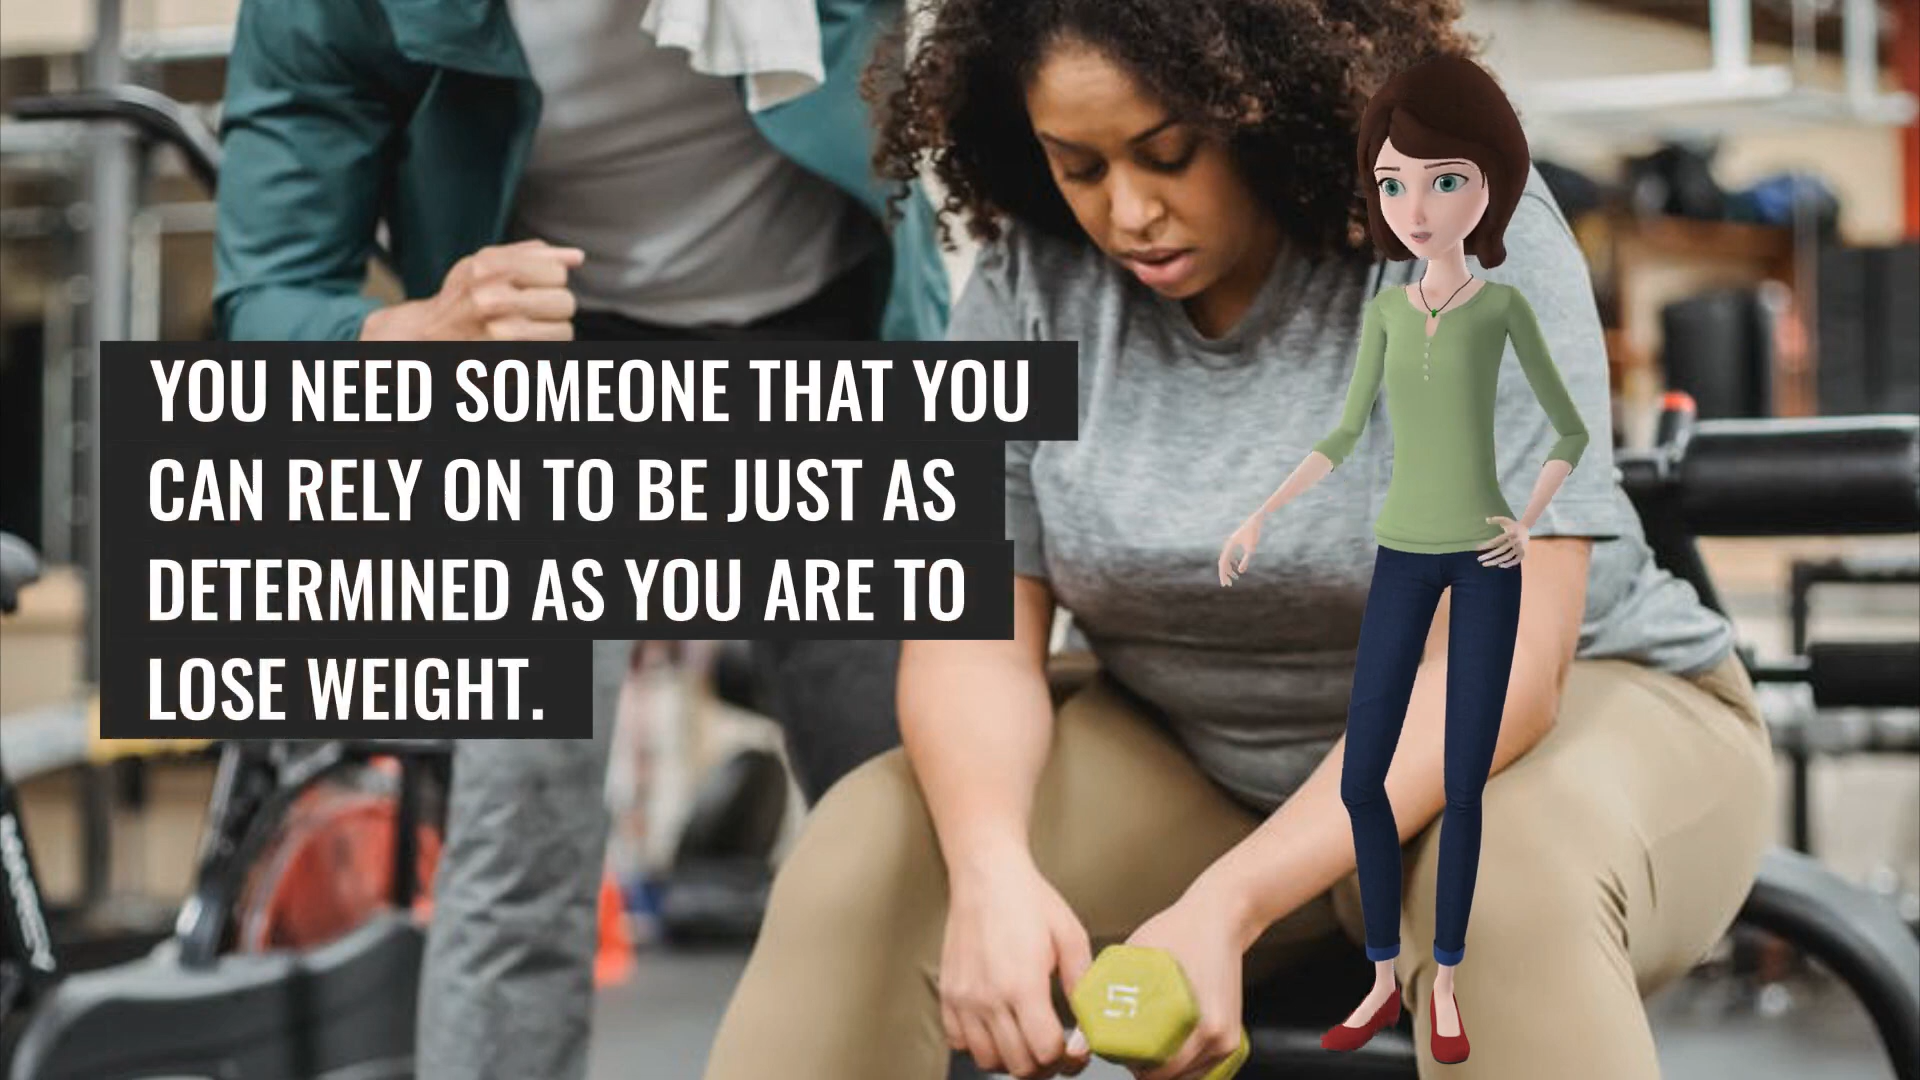 YOU NEED SOMEONE THAT YOU
CAN RELY ON TO BE JUST AS
DETERMINED AS YOU ARE TO
LOSE WEIGHT.
5